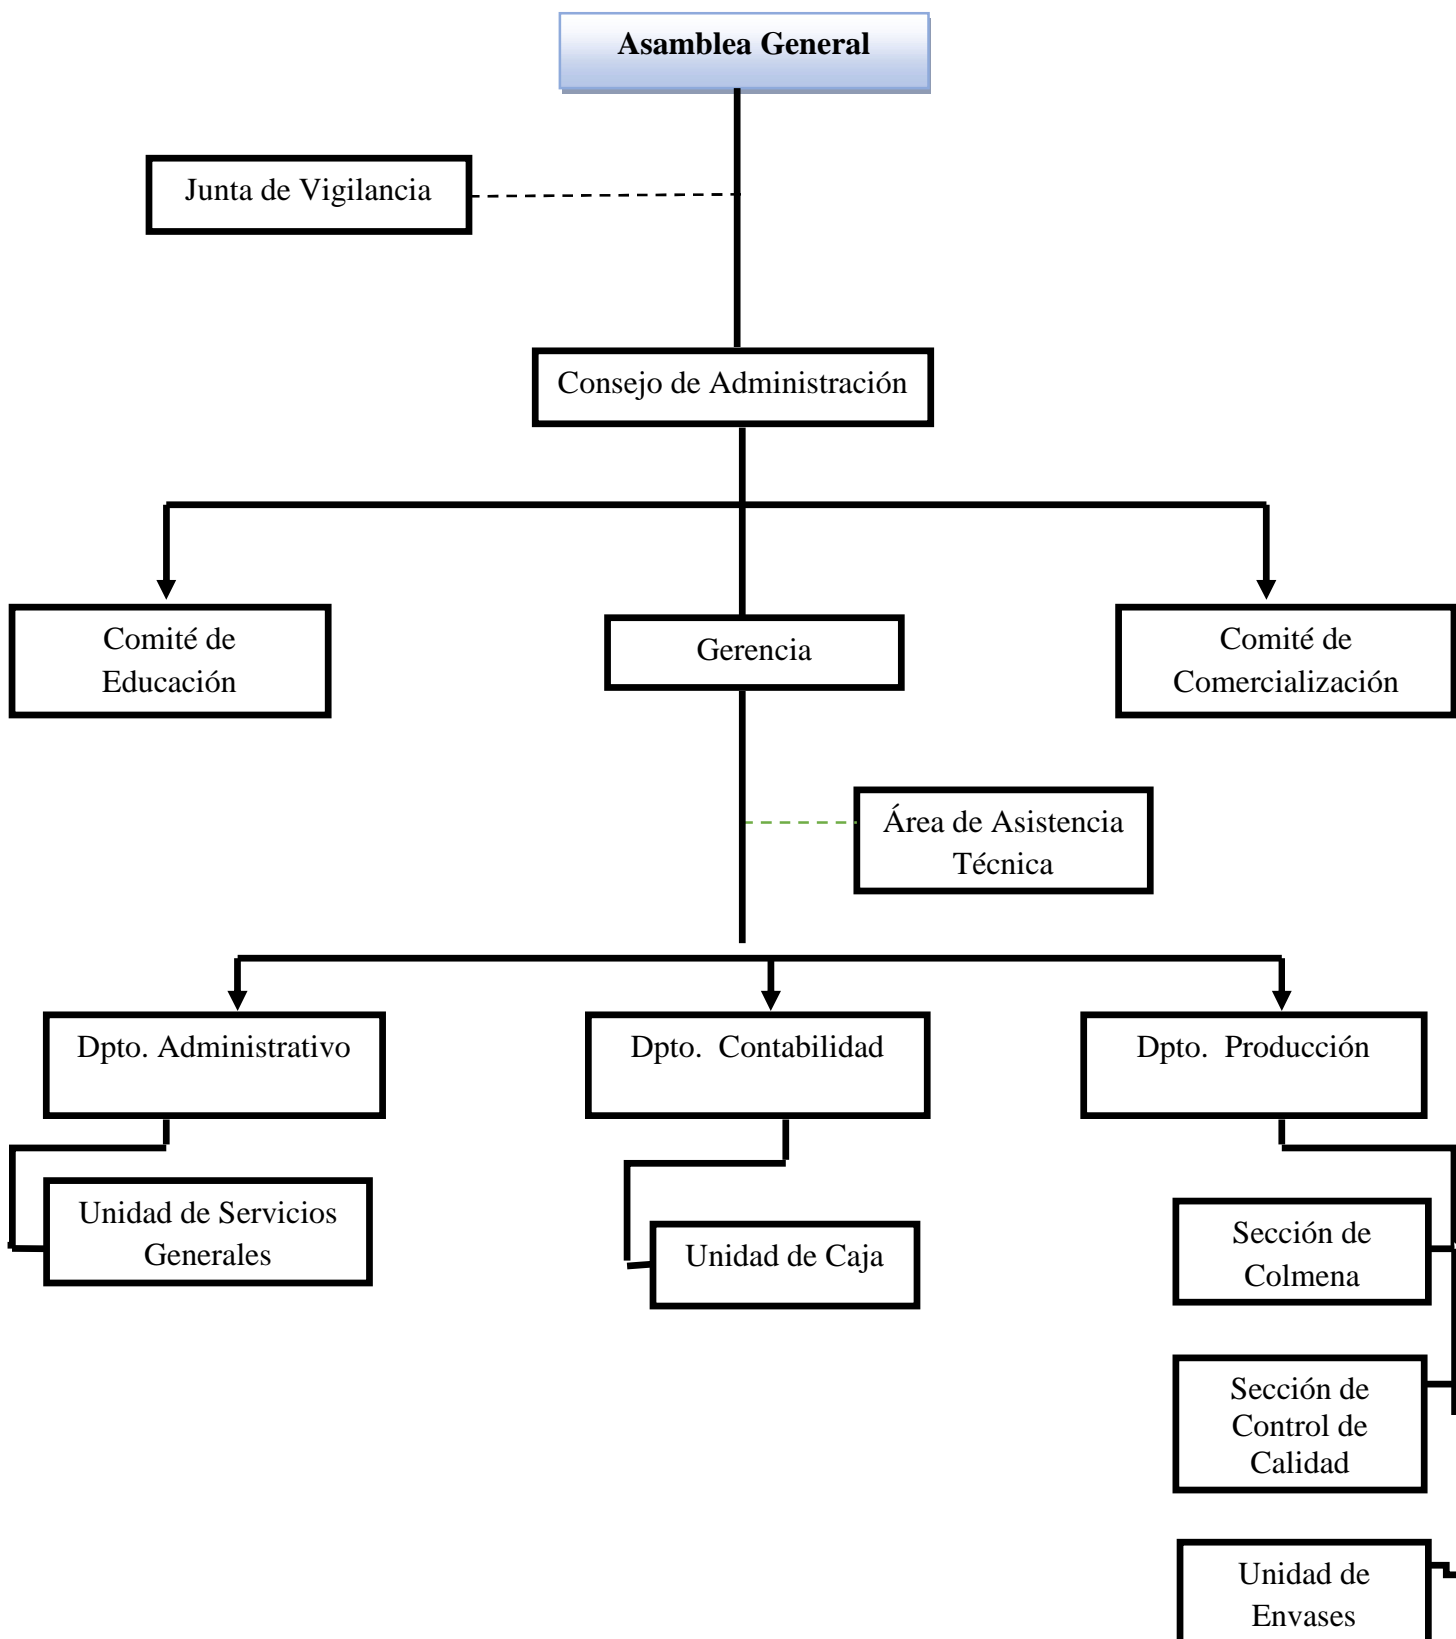 Asamblea General
Junta de Vigilancia
Consejo de Administración
Comité de
Educación
Gerencia
Comité de
Comercialización
Área de Asistencia
Técnica
Dpto. Administrativo
Dpto.  Contabilidad
Dpto.  Producción
Unidad de Servicios
Generales
Unidad de Caja
Sección de
Colmena
Sección de
Control de
Calidad
Unidad de
Envases